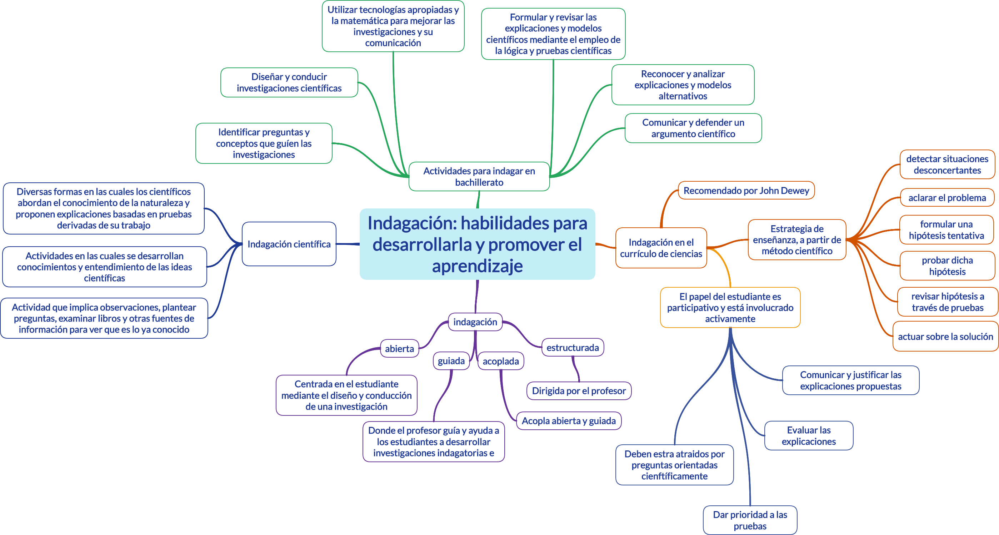 Utilizar tecnologías apropiadas y
la matemática para mejorar las
investigaciones y su
comunicación
Formular y revisar las
explicaciones y modelos
científicos mediante el empleo de
la lógica y pruebas científicas
Diseñar y conducir
investigaciones científicas
Reconocer y analizar
explicaciones y modelos
alternativos
Identificar preguntas y
conceptos que guíen las
investigaciones
Comunicar y defender un
argumento científico
Actividades para indagar en
bachillerato
Indagación: habilidades para
desarrollarla y promover el
aprendizaje
Indagación científica
Diversas formas en las cuales los científicos
abordan el conocimiento de la naturaleza y
proponen explicaciones basadas en pruebas
derivadas de su trabajo
Actividades en las cuales se desarrollan
conocimientos y entendimiento de las ideas
científicas
Actividad que implica observaciones, plantear
preguntas, examinar libros y otras fuentes de
información para ver que es lo ya conocido
Indagación en el
currículo de ciencias
Recomendado por John Dewey
Estrategia de
enseñanza, a partir de
método científico
detectar situaciones
desconcertantes
aclarar el problema
formular una
hipótesis tentativa
probar dicha
hipótesis
revisar hipótesis a
través de pruebas
actuar sobre la solución
El papel del estudiante es
participativo y está involucrado
activamente
Comunicar y justificar las
explicaciones propuestas
Evaluar las
explicaciones
Deben estra atraidos por
preguntas orientadas
cienftíficamente
Dar prioridad a las
pruebas
indagación
abierta
guiada
acoplada
estructurada
Centrada en el estudiante
mediante el diseño y conducción
de una investigación
Donde el profesor guía y ayuda a
los estudiantes a desarrollar
investigaciones indagatorias e
Acopla abierta y guiada
Dirigida por el profesor